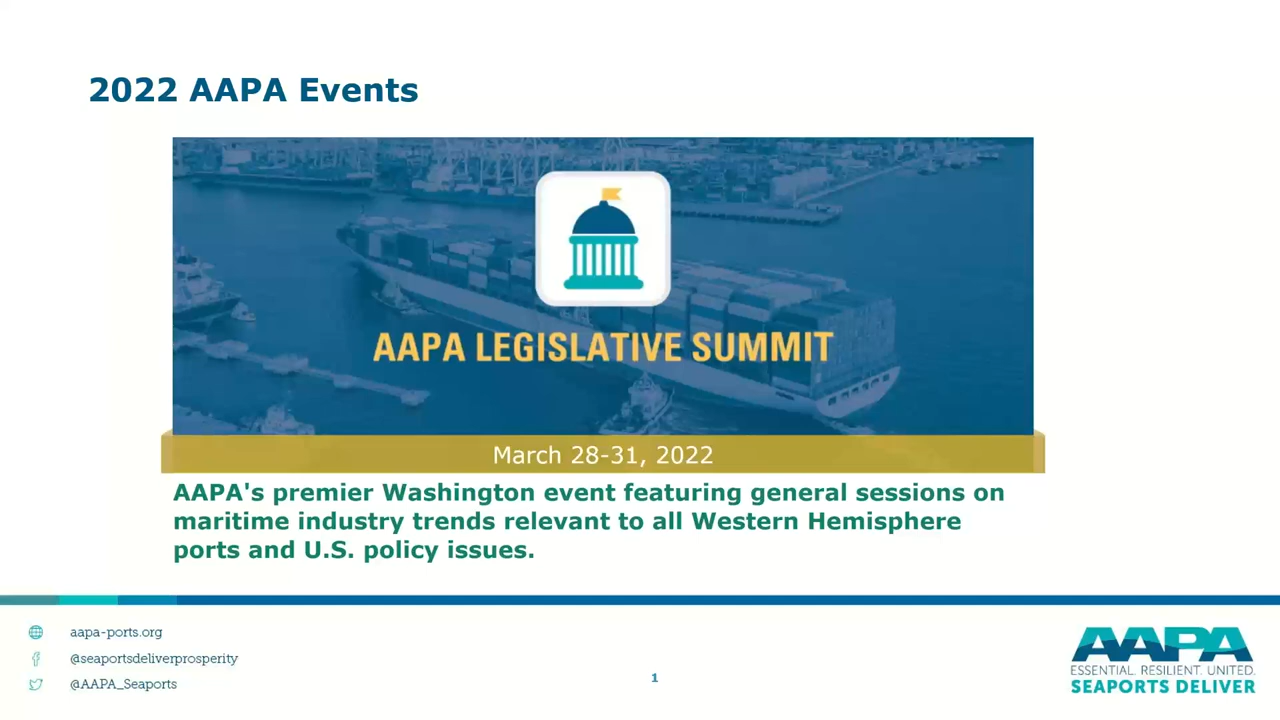 2022 AAPA Events
AAPA LEGISLATIVE SUMMIT
March 28-31, 2022
AAPA's premier Washington event featuring general sessions on
maritime industry trends relevant to all Western Hemisphere
ports and U.S. policy issues.
aapa-ports.org
@seaportsdeliverprosperity
@AAPA_Seaports
1
AAPA
ESSENTIAL. RESILIENT. UNITED.
SEAPORTS DELIVER